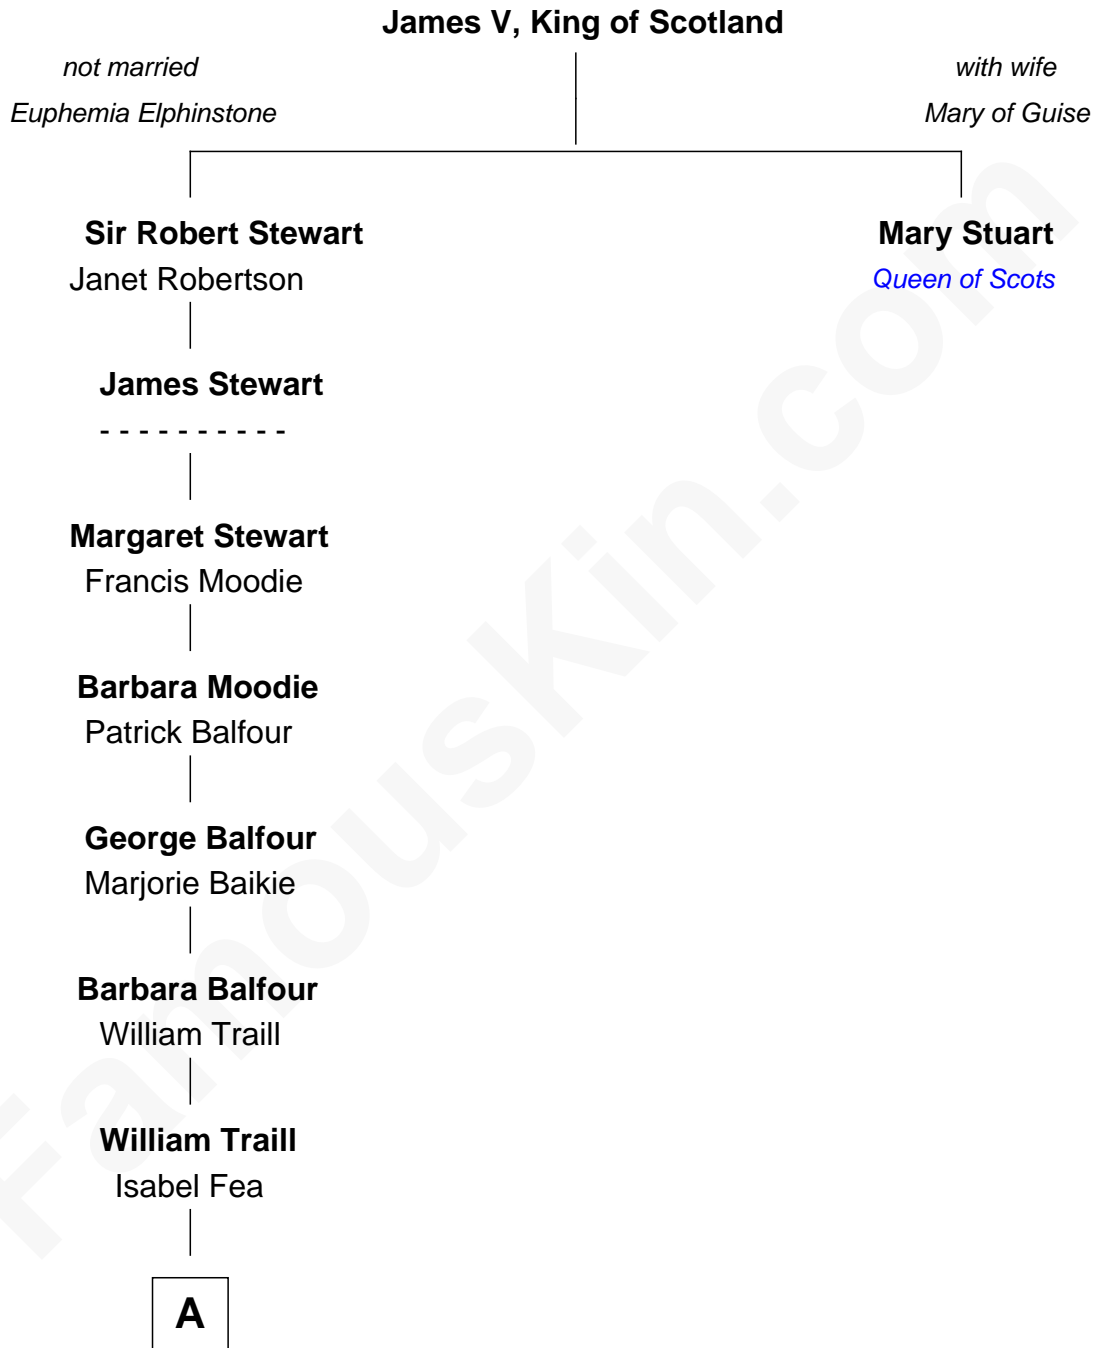 James V, King of Scotland
not married
with wife
Euphemia Elphinstone
Mary of Guise
Sir Robert Stewart
Mary Stuart
Janet Robertson
Queen of Scots
James Stewart
- - - - - - - - - -
Margaret Stewart
Francis Moodie
Barbara Moodie
Patrick Balfour
George Balfour
Marjorie Baikie
Barbara Balfour
William Traill
William Traill
Isabel Fea
A
FamousKin.com